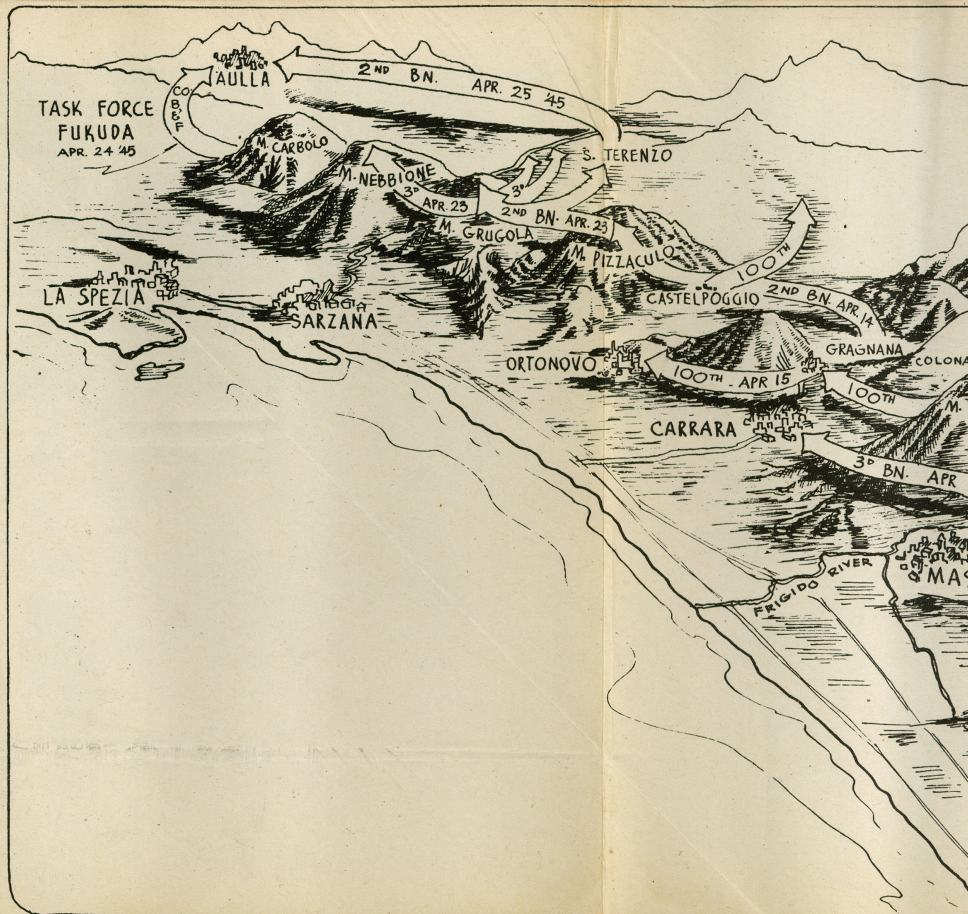 AULLA
2ND BN. APR. 25 '45
TASK FORCE
FUKUDA
APR. 24 '45
CO.
B
&
F
M. CARBOLO
S. TERENZO
M. NEBBIONE
3D
APR. 23
3D
2ND BN. APR. 23
M. GRUGOLA
M. PIZZACULO
100TH
LA SPEZIA
CASTELPOGGIO
2ND BN. APR. 14
SARZANA
GRAGNANA
COLONA
ORTONOVO
100TH - APR 15
100TH
M.
CARRARA
3D BN. APR
FRIGIDO RIVER
MAS